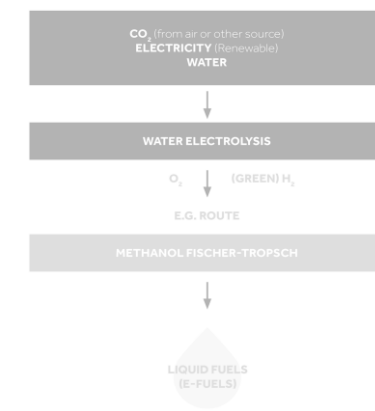 CO₂ (from air or other source)
ELECTRICITY (Renewable)
WATER
WATER ELECTROLYSIS
O₂ (GREEN) H₂
E.G. ROUTE
METHANOL FISCHER-TROPSCH
LIQUID FUELS
(E-FUELS)